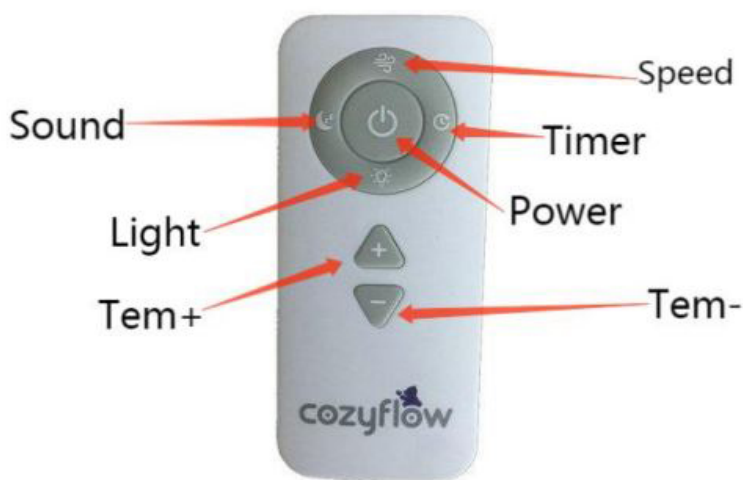 Speed
Sound
Timer
Power
Light
Tem+
Tem-
+
−
cozyflow